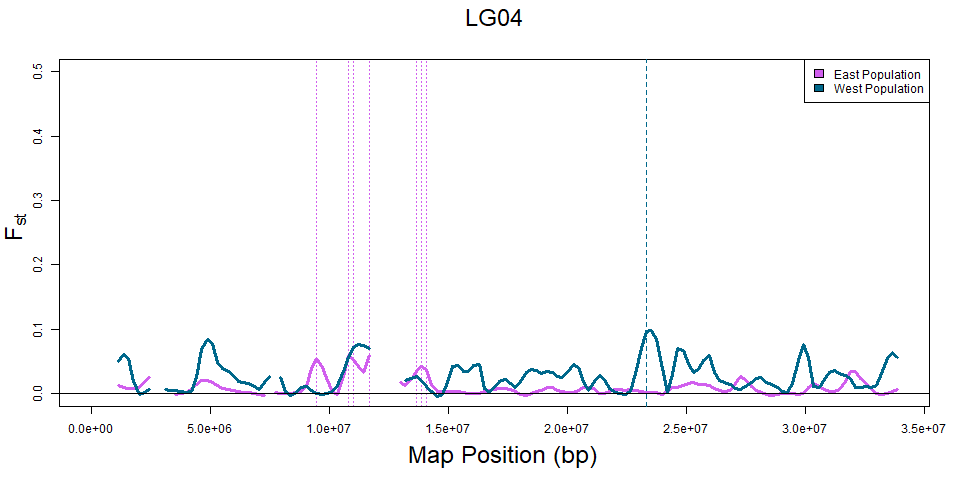 LG04
East Population
West Population
0.5
0.4
0.3
0.2
0.1
0.0
Fst
0.0e+00 5.0e+06 1.0e+07 1.5e+07 2.0e+07 2.5e+07 3.0e+07 3.5e+07
Map Position (bp)